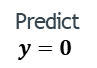 Predict
y = 0